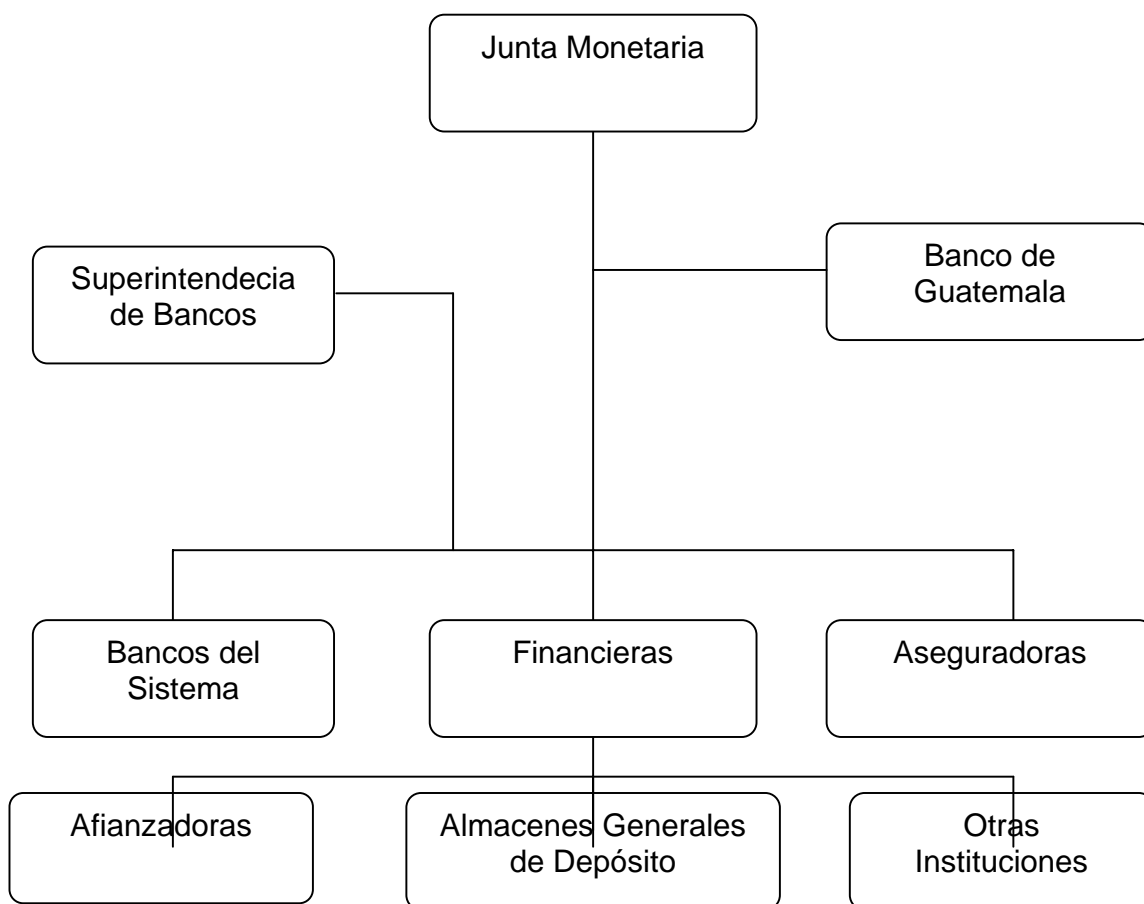 Junta Monetaria
Superintendecia
de Bancos
Banco de
Guatemala
Bancos del
Sistema
Financieras
Aseguradoras
Afianzadoras
Almacenes Generales
de Depósito
Otras
Instituciones